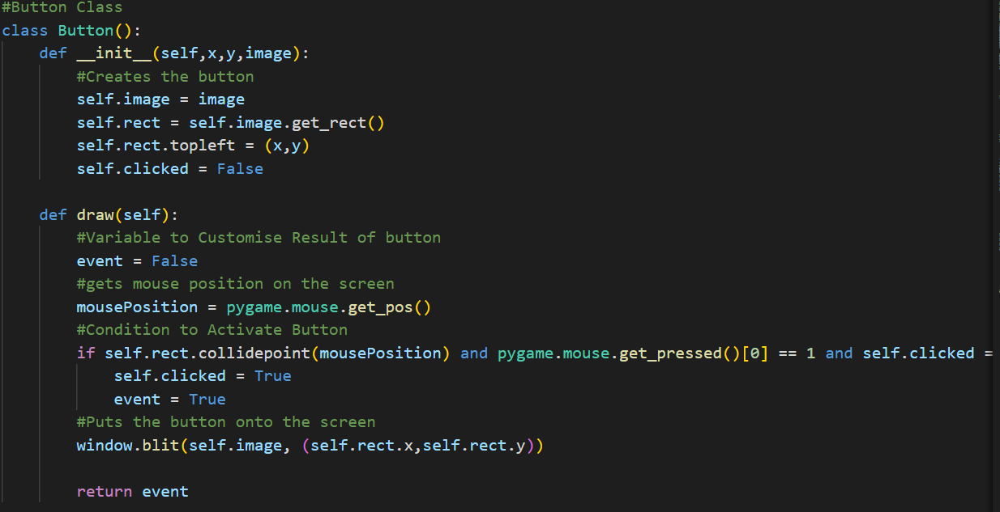 #Button Class
class Button():
    def __init__(self,x,y,image):
        #Creates the button
        self.image = image
        self.rect = self.image.get_rect()
        self.rect.topleft = (x,y)
        self.clicked = False

    def draw(self):
        #Variable to Customise Result of button
        event = False
        #gets mouse position on the screen
        mousePosition = pygame.mouse.get_pos()
        #Condition to Activate Button
        if self.rect.collidepoint(mousePosition) and pygame.mouse.get_pressed()[0] == 1 and self.clicked =
            self.clicked = True
            event = True
        #Puts the button onto the screen
        window.blit(self.image, (self.rect.x,self.rect.y))

        return event